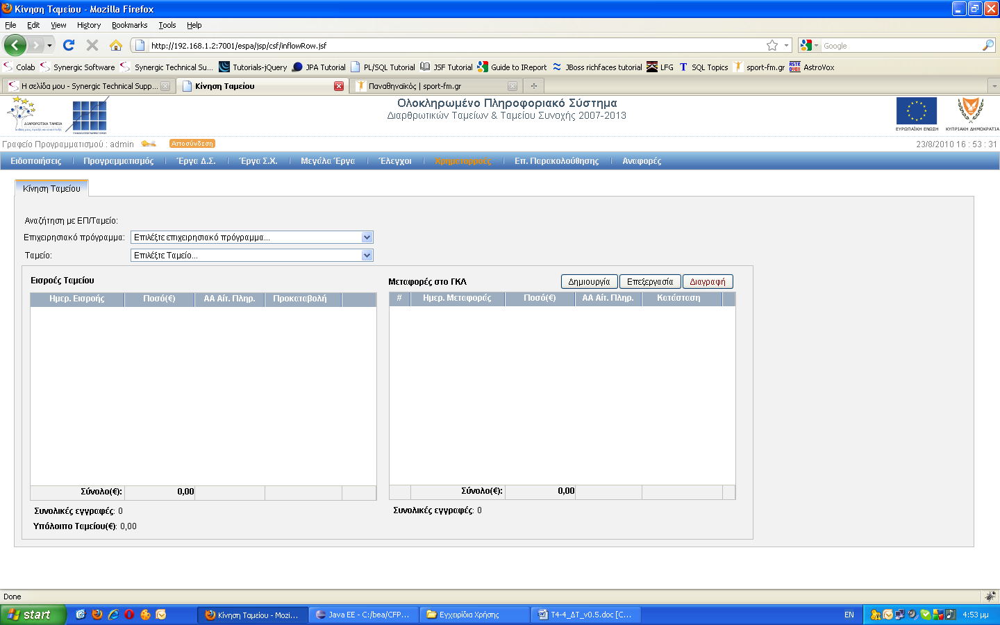 Κίνηση Ταμείου - Mozilla Firefox
File Edit View History Bookmarks Tools Help
http://192.168.1.2:7001/espa/jsp/csf/inflowRow.jsf
Google
Colab Synergic Software Synergic Technical Su... Tutorials-jQuery JPA Tutorial PL/SQL Tutorial JSF Tutorial Guide to IReport JBoss richfaces tutorial LFG SQL Topics sport-fm.gr AstroVox
Η σελίδα μου - Synergic Technical Supp... Κίνηση Ταμείου Παναθηναϊκός | sport-fm.gr
Ολοκληρωμένο Πληροφοριακό Σύστημα
Διαρθρωτικών Ταμείων & Ταμείου Συνοχής 2007-2013
ΔΙΑΡΘΡΩΤΙΚΑ ΤΑΜΕΙΑ
ΕΥΡΩΠΑΪΚΗ ΕΝΩΣΗ ΚΥΠΡΙΑΚΗ ΔΗΜΟΚΡΑΤΙΑ
Γραφείο Προγραμματισμού : admin Αποσύνδεση 23/8/2010 16 : 53 : 31
Ειδοποιήσεις Προγραμματισμός Έργα Δ.Σ. Έργα Σ.Χ. Μεγάλα Έργα Έλεγχοι Χρηματορροές Επ. Παρακολούθησης Αναφορές
Κίνηση Ταμείου
Αναζήτηση με ΕΠ/Ταμείο:
Επιχειρησιακό πρόγραμμα: Επιλέξτε επιχειρησιακό πρόγραμμα...
Ταμείο: Επιλέξτε Ταμείο...
Εισροές Ταμείου
Ημερ. Εισροής Ποσό(€) ΑΑ Αίτ. Πληρ. Προκαταβολή
Σύνολο(€): 0,00
Συνολικές εγγραφές: 0
Υπόλοιπο Ταμείου(€): 0,00
Μεταφορές στο ΓΚΛ Δημιουργία Επεξεργασία Διαγραφή
# Ημερ. Μεταφοράς Ποσό(€) ΑΑ Αίτ. Πληρ. Κατάσταση
Σύνολο(€): 0,00
Συνολικές εγγραφές: 0
Done
start Κίνηση Ταμείου - Mozi... Java EE - C:/bea/CFP... Εγχειρίδια Χρήσης T4-4_ΔΤ_v0.5.doc [C... EN 4:53 μμ